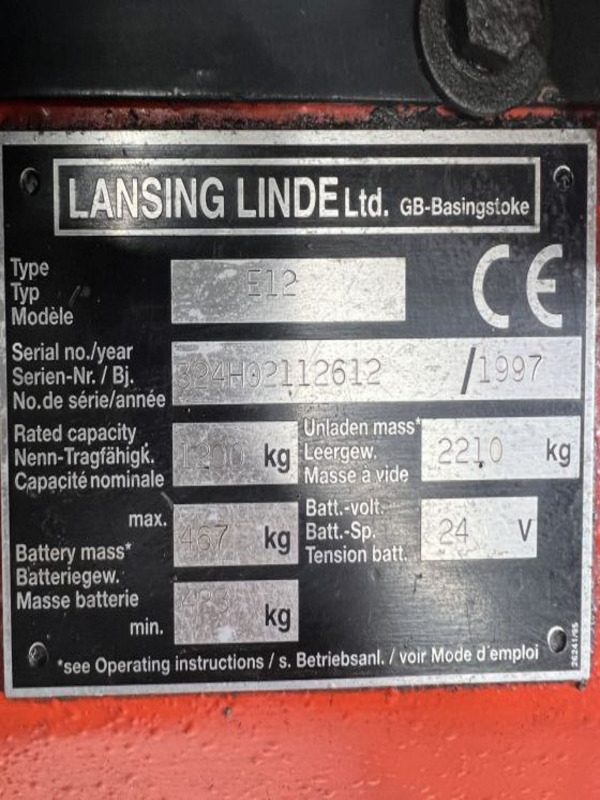 LANSING LINDE Ltd. GB-Basingstoke
Type
Typ
Modèle
E12
Serial no./year
Serien-Nr. / Bj.
No.de série/année
324H02112612 /1997
Rated capacity
Nenn-Tragfähigk.
Capacité nominale
1200 kg
Unladen mass*
Leergew.
Masse à vide
2210 kg
max.
467 kg
Battery mass*
Batteriegew.
Masse batterie
min.
kg
Batt.-volt.
Batt.-Sp.
Tension batt.
24 V
*see Operating instructions / s. Betriebsanl. / voir Mode d'emploi
26241/95
CE